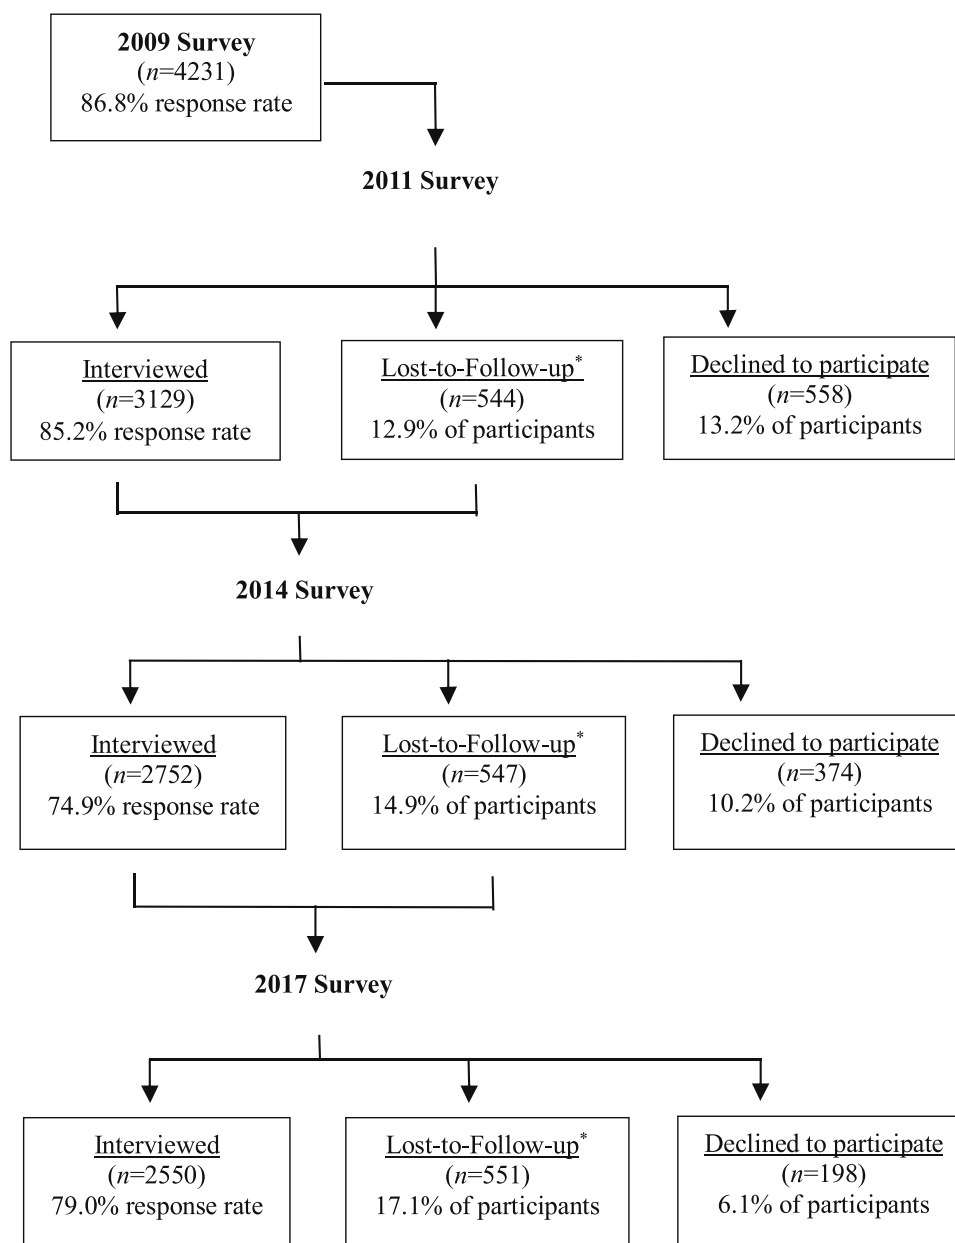 2009 Survey
(n=4231)
86.8% response rate
2011 Survey
Interviewed
(n=3129)
85.2% response rate
Lost-to-Follow-up*
(n=544)
12.9% of participants
Declined to participate
(n=558)
13.2% of participants
2014 Survey
Interviewed
(n=2752)
74.9% response rate
Lost-to-Follow-up*
(n=547)
14.9% of participants
Declined to participate
(n=374)
10.2% of participants
2017 Survey
Interviewed
(n=2550)
79.0% response rate
Lost-to-Follow-up*
(n=551)
17.1% of participants
Declined to participate
(n=198)
6.1% of participants